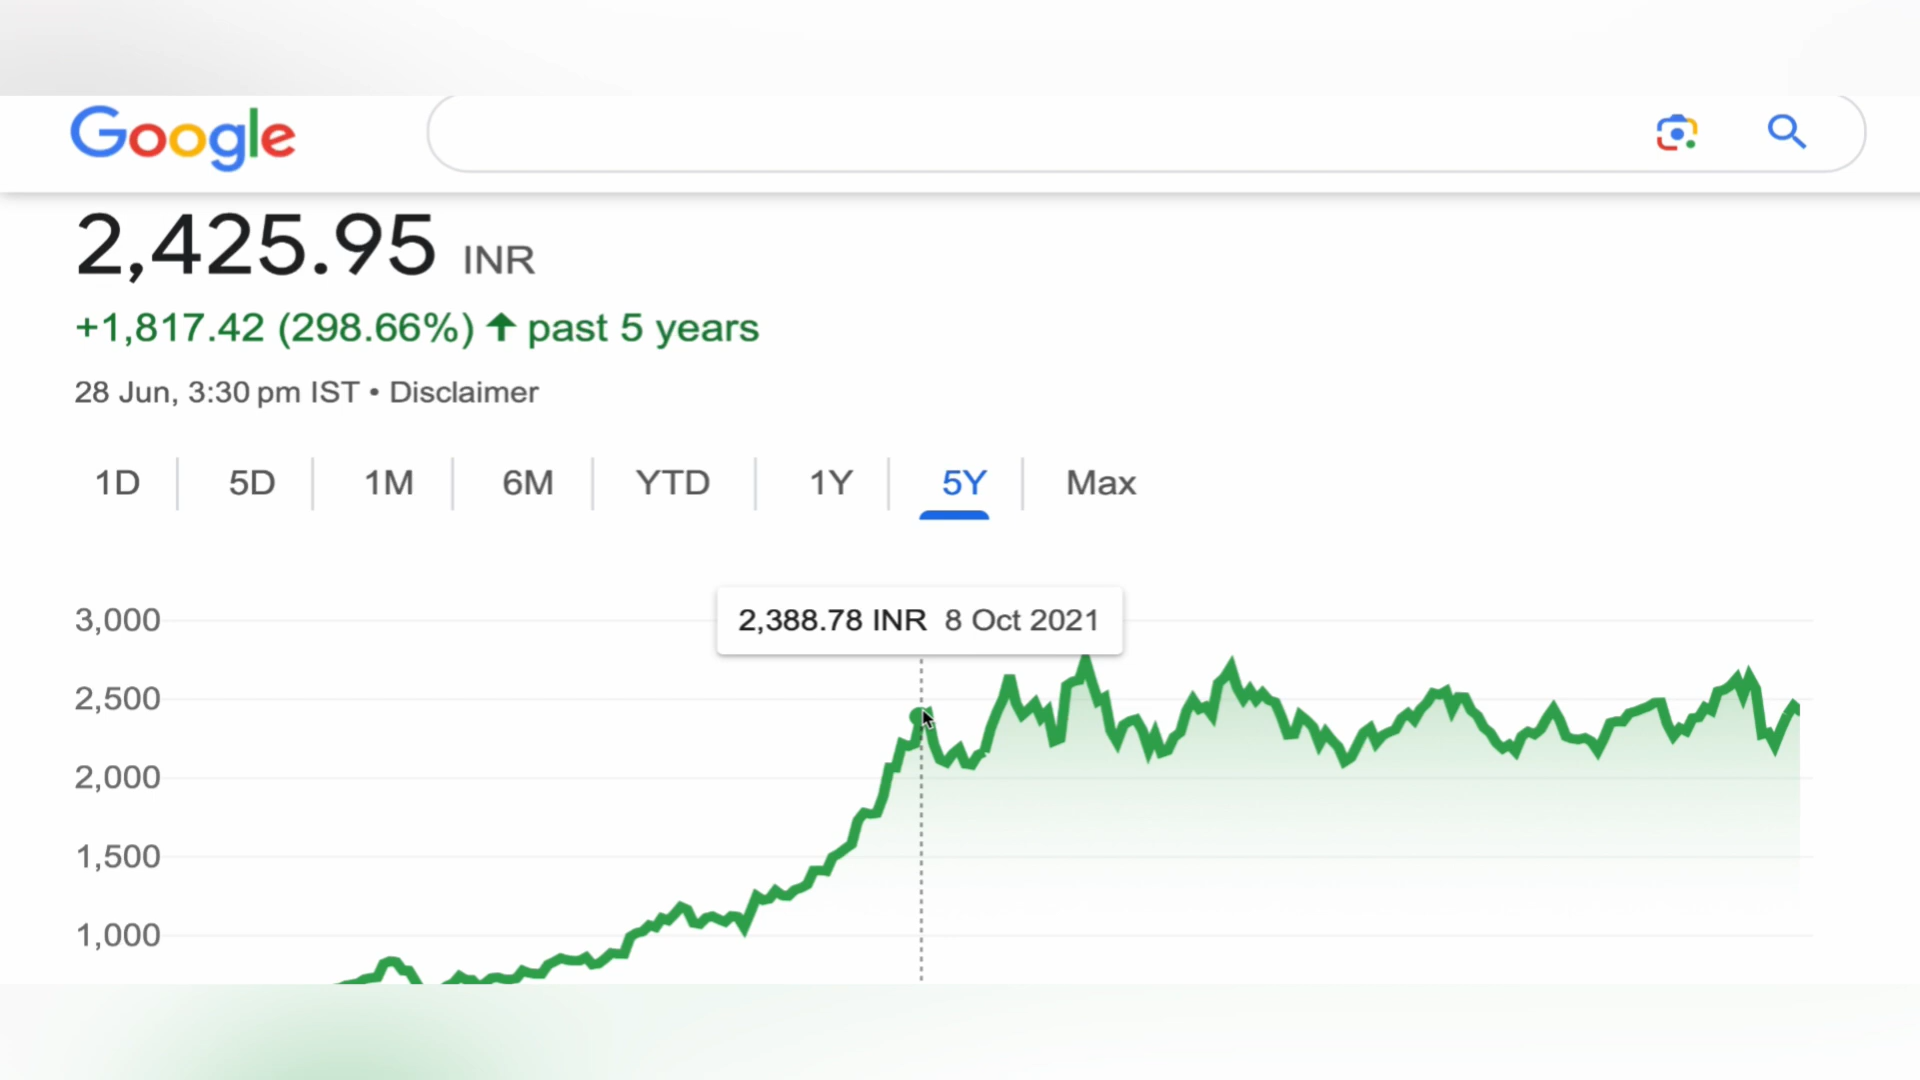 Google
2,425.95 INR
+1,817.42 (298.66%) ↑ past 5 years
28 Jun, 3:30 pm IST • Disclaimer
1D 5D 1M 6M YTD 1Y 5Y Max
2,388.78 INR 8 Oct 2021
3,000
2,500
2,000
1,500
1,000